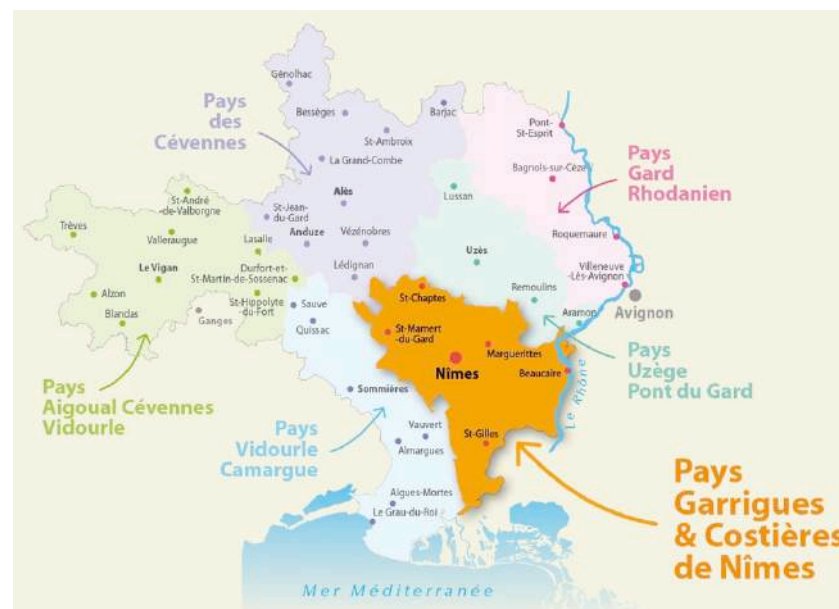 Génolhac
Pays
des
Cévennes
Bessèges
Barjac
St-Ambroix
La Grand-Combe
Pont-
St-Esprit
Bagnols-sur-Cèze
Pays
Gard
Rhodanien
St-André
-de-Valborgne
Trèves
Valleraugue
St-Jean-
du-Gard
Alès
Lussan
Anduze
Vézénobres
Lasalle
Roquemaure
Uzès
Le Vigan
Durfort-et-
St-Martin-de-Sossenac
Lédignan
Villeneuve
-Lès-Avignon
Alzon
Blandas
St-Hippolyte
-du-Fort
Ganges
Sauve
Quissac
St-Chaptes
Remoulins
Aramon
Avignon
St-Mamert
-du-Gard
Marguerittes
Nîmes
Beaucaire
Le Rhône
Pays
Uzège
Pont du Gard
Pays
Aigoual Cévennes
Vidourle
Sommières
Pays
Vidourle
Camargue
Vauvert
Aimargues
St-Gilles
Aigues-Mortes
Le Grau-du-Roi
Pays
Garrigues
& Costières
de Nîmes
Mer Méditerranée